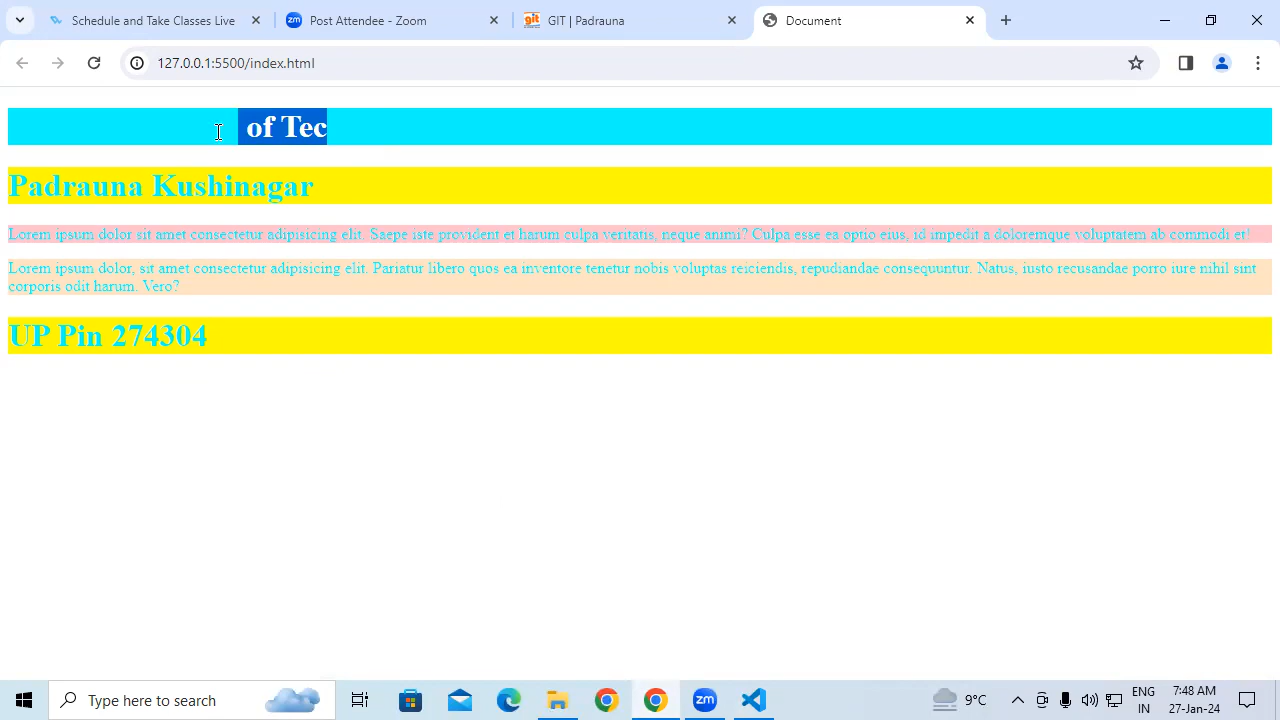 Schedule and Take Classes Live
zm Post Attendee - Zoom
git GIT | Padrauna
Document
127.0.0.1:5500/index.html
of Tec
Padrauna Kushinagar
Lorem ipsum dolor sit amet consectetur adipisicing elit. Saepe iste provident et harum culpa veritatis, neque animi? Culpa esse ea optio eius, id impedit a doloremque voluptatem ab commodi et!
Lorem ipsum dolor, sit amet consectetur adipisicing elit. Pariatur libero quos ea inventore tenetur nobis voluptas reiciendis, repudiandae consequuntur. Natus, iusto recusandae porro iure nihil sint
corporis odit harum. Vero?
UP Pin 274304
Type here to search
zm
9°C
ENG
IN
7:48 AM
27-Jan-24